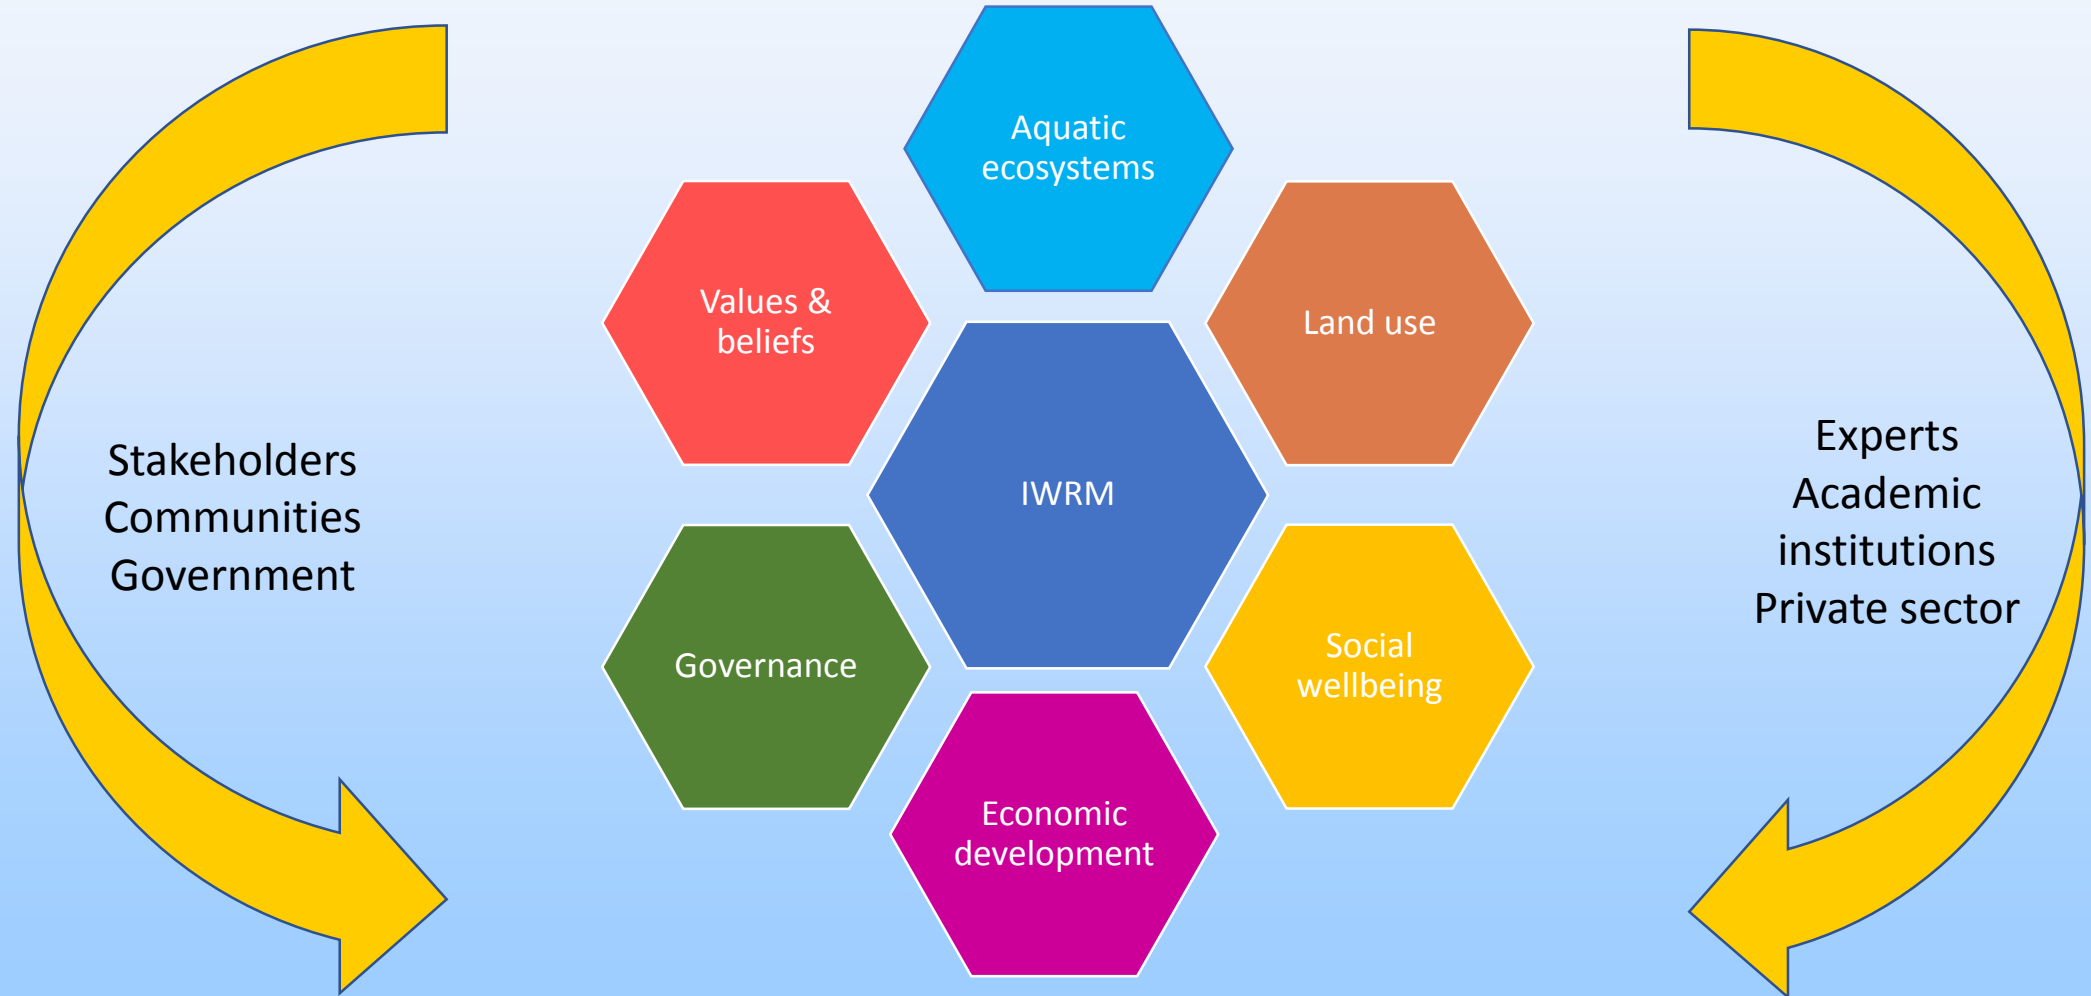 Aquatic
ecosystems
Values &
beliefs
Land use
IWRM
Governance
Social
wellbeing
Economic
development
Stakeholders
Communities
Government
Experts
Academic
institutions
Private sector